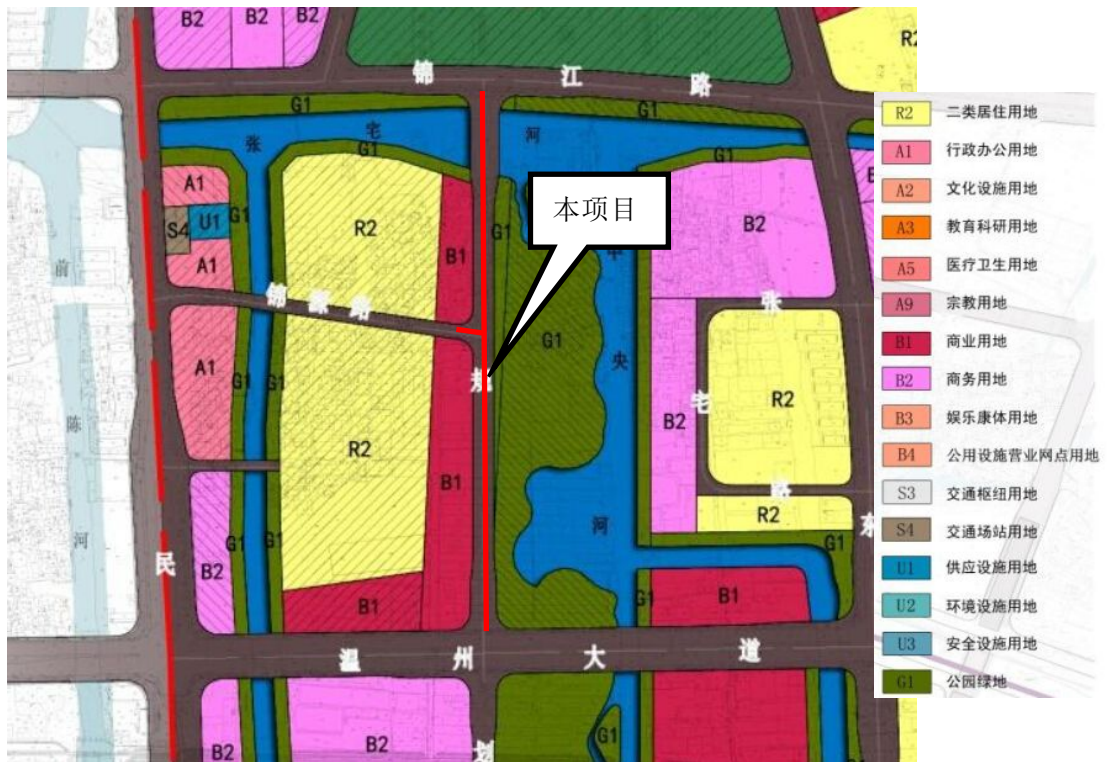 B2
B2
B2
R2
锦 江 路
G1
G1
张 宅 河
G1
G1
A1
S4
U1
G1
R2
B1
G1
本项目
中
B2
A1
前
锦 源 路
张
A1
G1
G1
规
G1
央
宅
R2
B2
陈
R2
B1
路
R2
河
G1
G1
河
G1
东
民
B2
B1
G1
B1
温 州 大 道
B2
B2
划
G1
R2 二类居住用地
A1 行政办公用地
A2 文化设施用地
A3 教育科研用地
A5 医疗卫生用地
A9 宗教用地
B1 商业用地
B2 商务用地
B3 娱乐康体用地
B4 公用设施营业网点用地
S3 交通枢纽用地
S4 交通场站用地
U1 供应设施用地
U2 环境设施用地
U3 安全设施用地
G1 公园绿地